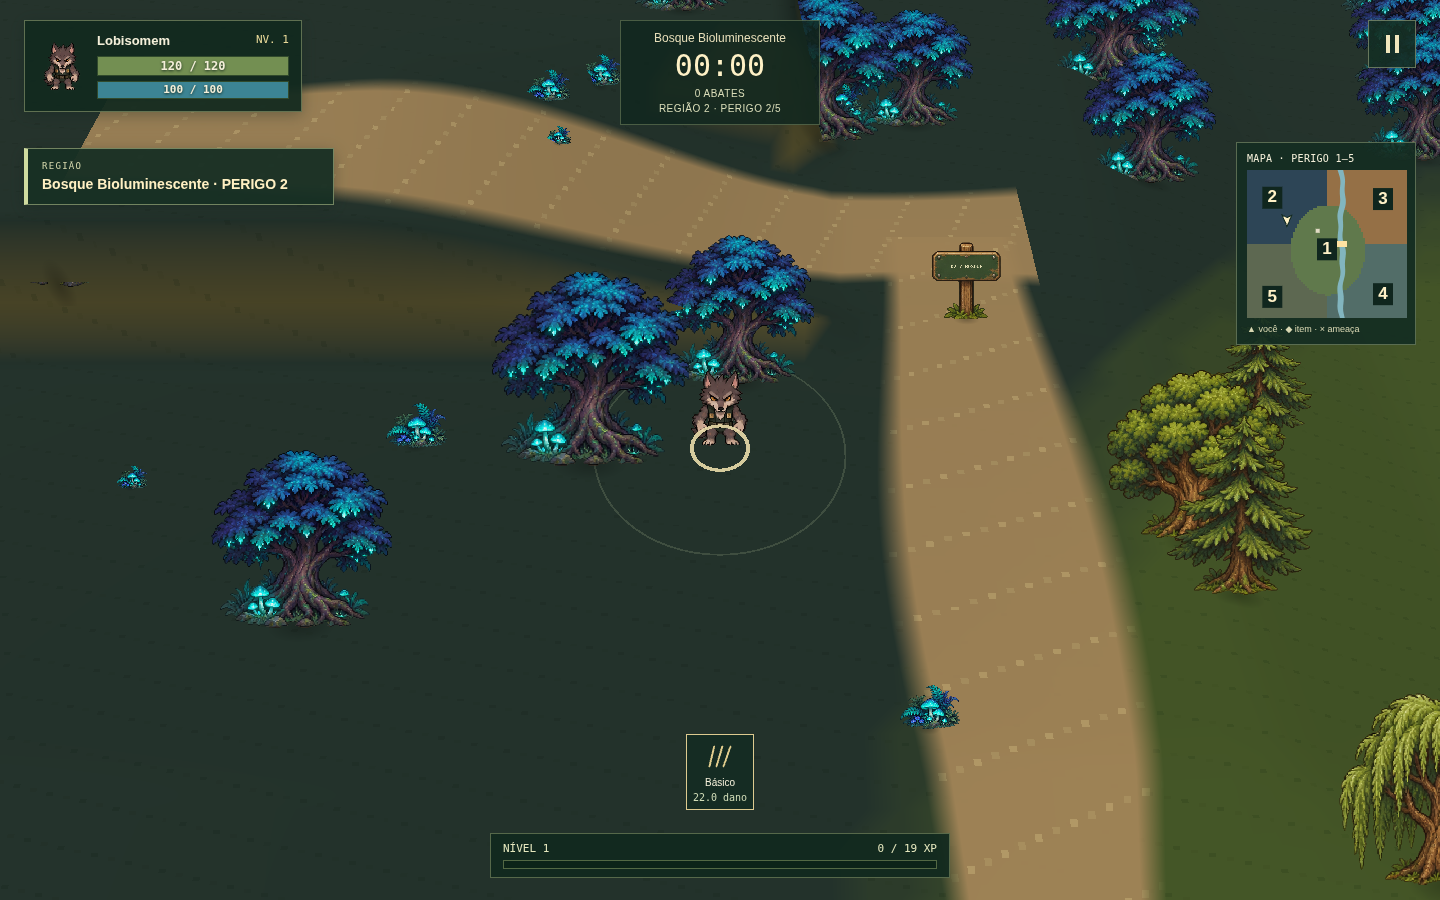 Lobisomem
NV. 1
120 / 120
100 / 100
REGIÃO
Bosque Bioluminescente · PERIGO 2
Bosque Bioluminescente
00:00
0 ABATES
REGIÃO 2 · PERIGO 2/5
MAPA · PERIGO 1–5
2
3
1
5
4
▲ você · ◆ item · × ameaça
Básico
22.0 dano
NÍVEL 1
0 / 19 XP